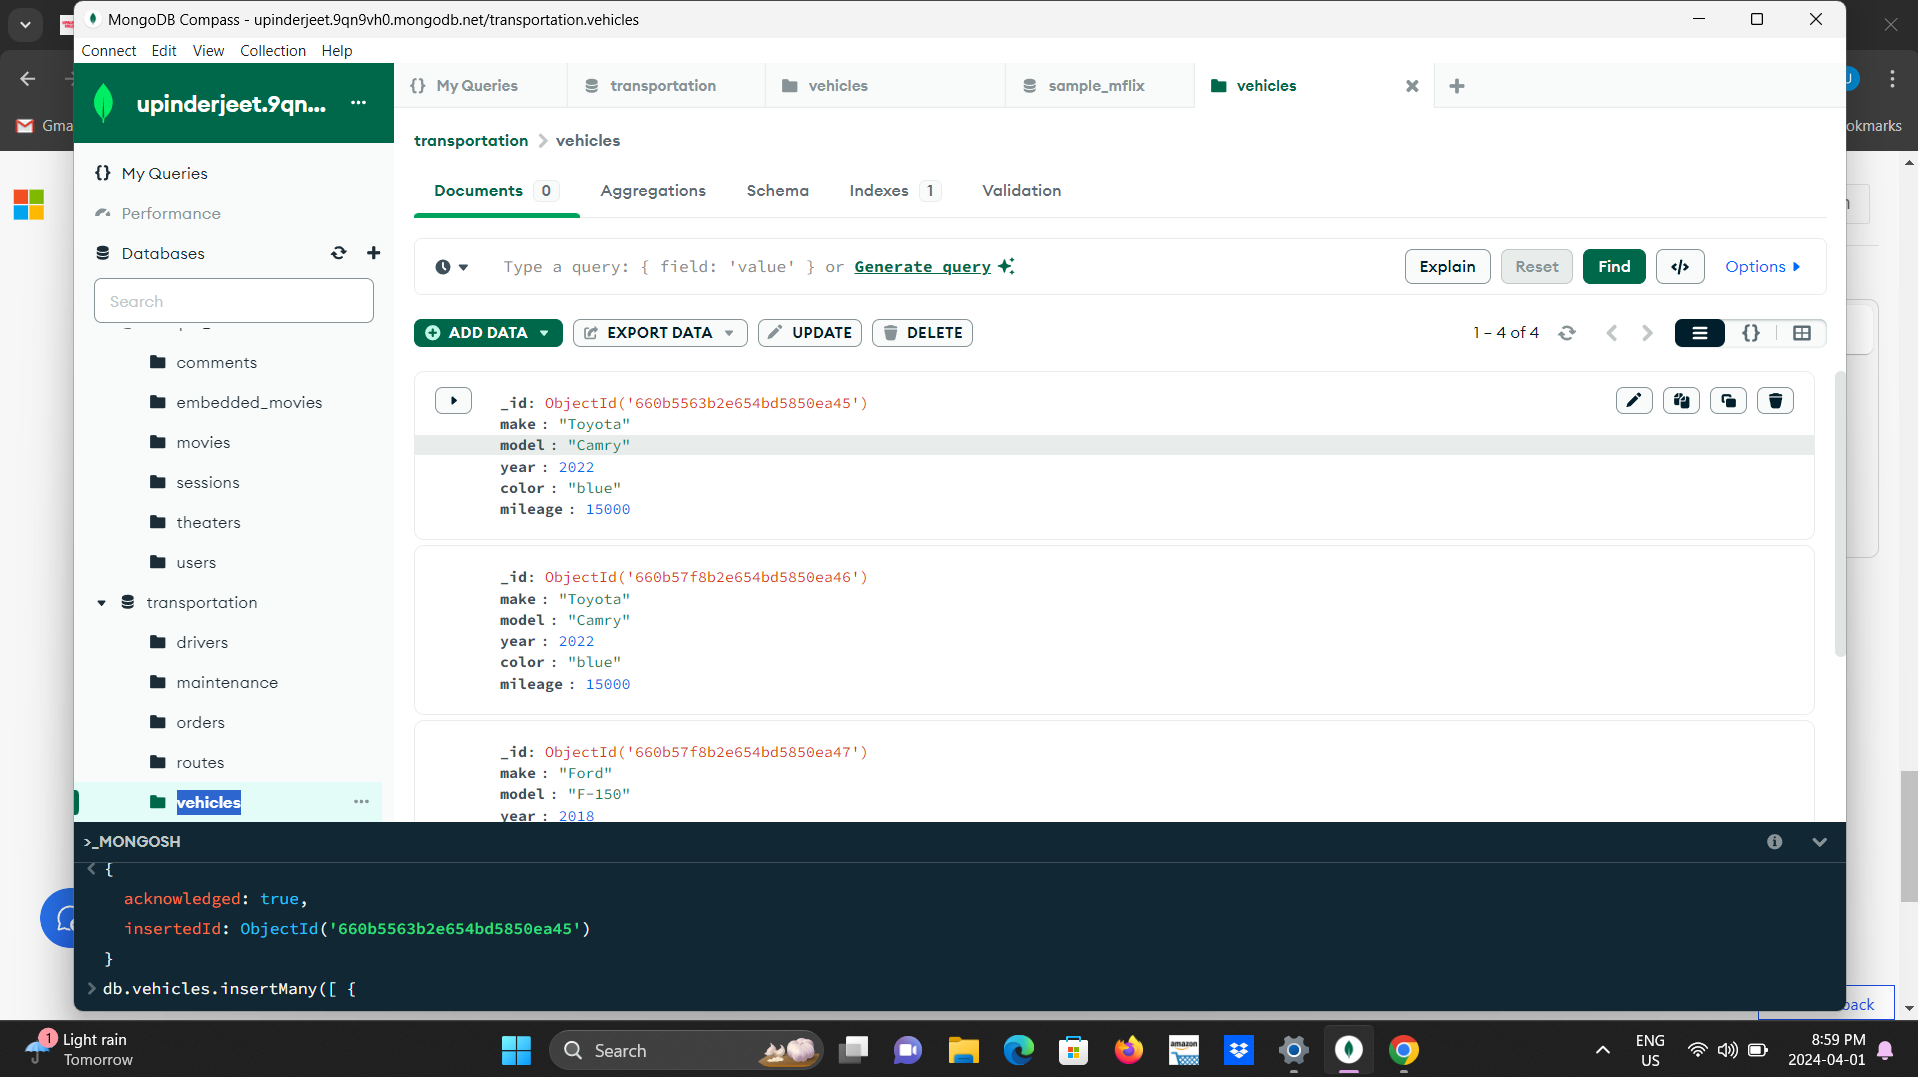 MongoDB Compass - upinderjeet.9qn9vh0.mongodb.net/transportation.vehicles
Connect Edit View Collection Help
upinderjeet.9qn... ...
{} My Queries
transportation
vehicles
sample_mflix
vehicles
Gma
okmarks
My Queries
Performance
Databases
Search
comments
embedded_movies
movies
sessions
theaters
users
transportation
drivers
maintenance
orders
routes
vehicles ...
transportation > vehicles
Documents 0 Aggregations Schema Indexes 1 Validation
Type a query: { field: 'value' } or Generate query
Explain Reset Find </> Options
ADD DATA EXPORT DATA UPDATE DELETE
1 – 4 of 4
{}
_id: ObjectId('660b5563b2e654bd5850ea45')
make : "Toyota"
model : "Camry"
year : 2022
color : "blue"
mileage : 15000
_id: ObjectId('660b57f8b2e654bd5850ea46')
make : "Toyota"
model : "Camry"
year : 2022
color : "blue"
mileage : 15000
_id: ObjectId('660b57f8b2e654bd5850ea47')
make : "Ford"
model : "F-150"
year : 2018
>_MONGOSH
< {
acknowledged: true,
insertedId: ObjectId('660b5563b2e654bd5850ea45')
}
> db.vehicles.insertMany([ {
back
1
Light rain
Tomorrow
Search
amazon
ENG
US
8:59 PM
2024-04-01